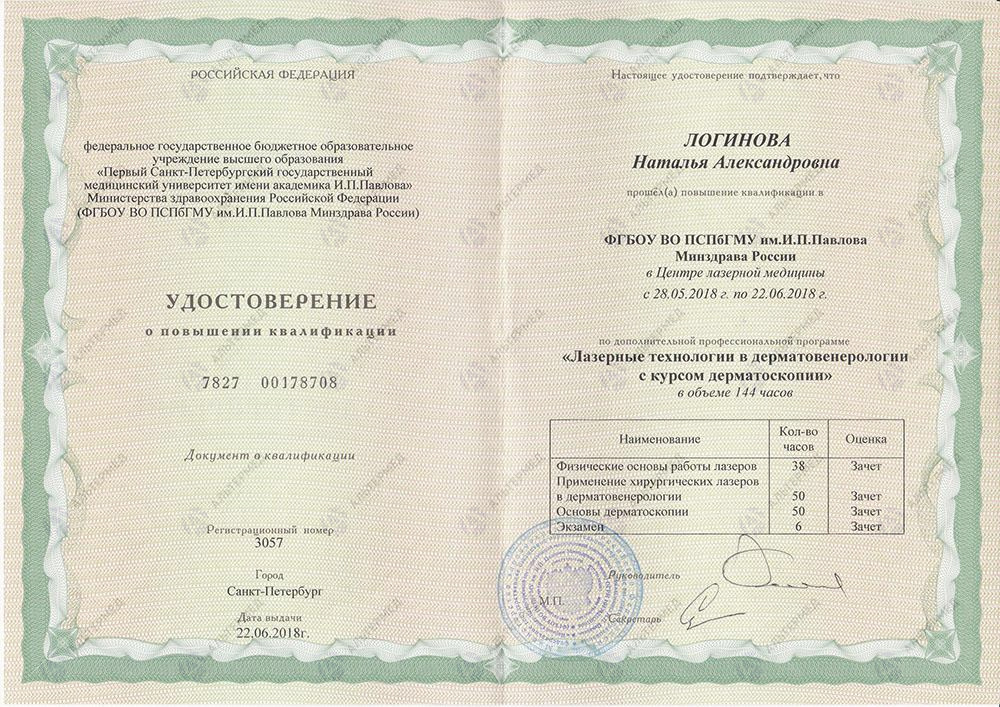 РОССИЙСКАЯ ФЕДЕРАЦИЯ
федеральное государственное бюджетное образовательное
учреждение высшего образования
«Первый Санкт-Петербургский государственный
медицинский университет имени академика И.П.Павлова»
Министерства здравоохранения Российской Федерации
(ФГБОУ ВО ПСПбГМУ им.И.П.Павлова Минздрава России)
УДОСТОВЕРЕНИЕ
о повышении квалификации
7827 00178708
Документ о квалификации
Регистрационный номер
3057
Город
Санкт-Петербург
Дата выдачи
22.06.2018г.
Настоящее удостоверение подтверждает, что
ЛОГИНОВА
Наталья Александровна
прошёл(а) повышение квалификации в
ФГБОУ ВО ПСПбГМУ им.И.П.Павлова
Минздрава России
в Центре лазерной медицины
с 28.05.2018 г. по 22.06.2018 г.
по дополнительной профессиональной программе
«Лазерные технологии в дерматовенерологии
с курсом дерматоскопии»
в объеме 144 часов
Наименование Кол-во часов Оценка
Физические основы работы лазеров 38 Зачет
Применение хирургических лазеров
в дерматовенерологии 50 Зачет
Основы дерматоскопии 50 Зачет
Экзамен 6 Зачет
Руководитель
М.П.
Секретарь
АЛЬТЕРМЕД